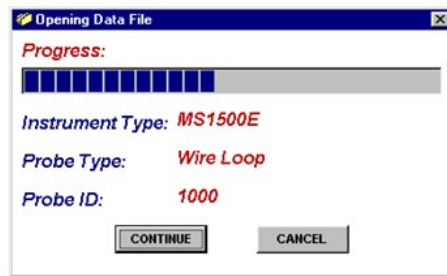 Opening Data File
Progress:
Instrument Type: MS1500E
Probe Type: Wire Loop
Probe ID: 1000
CONTINUE CANCEL